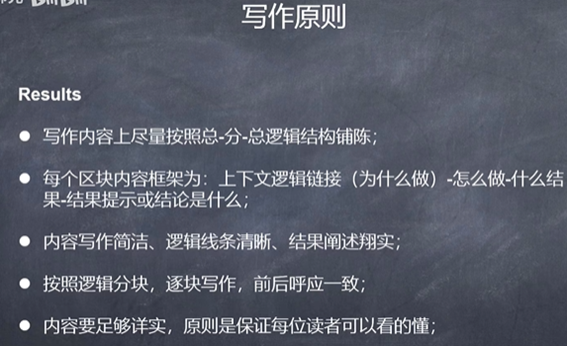 写作原则
Results
写作内容上尽量按照总-分-总逻辑结构铺陈；
每个区块内容框架为：上下文逻辑链接（为什么做）-怎么做-什么结
果-结果提示或结论是什么；
内容写作简洁、逻辑线条清晰、结果阐述翔实；
按照逻辑分块，逐块写作，前后呼应一致；
内容要足够详实，原则是保证每位读者可以看的懂；